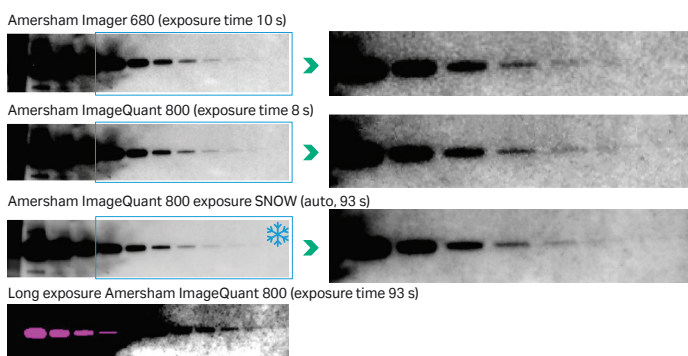 Amersham Imager 680 (exposure time 10 s)
Amersham ImageQuant 800 (exposure time 8 s)
Amersham ImageQuant 800 exposure SNOW (auto, 93 s)
Long exposure Amersham ImageQuant 800 (exposure time 93 s)